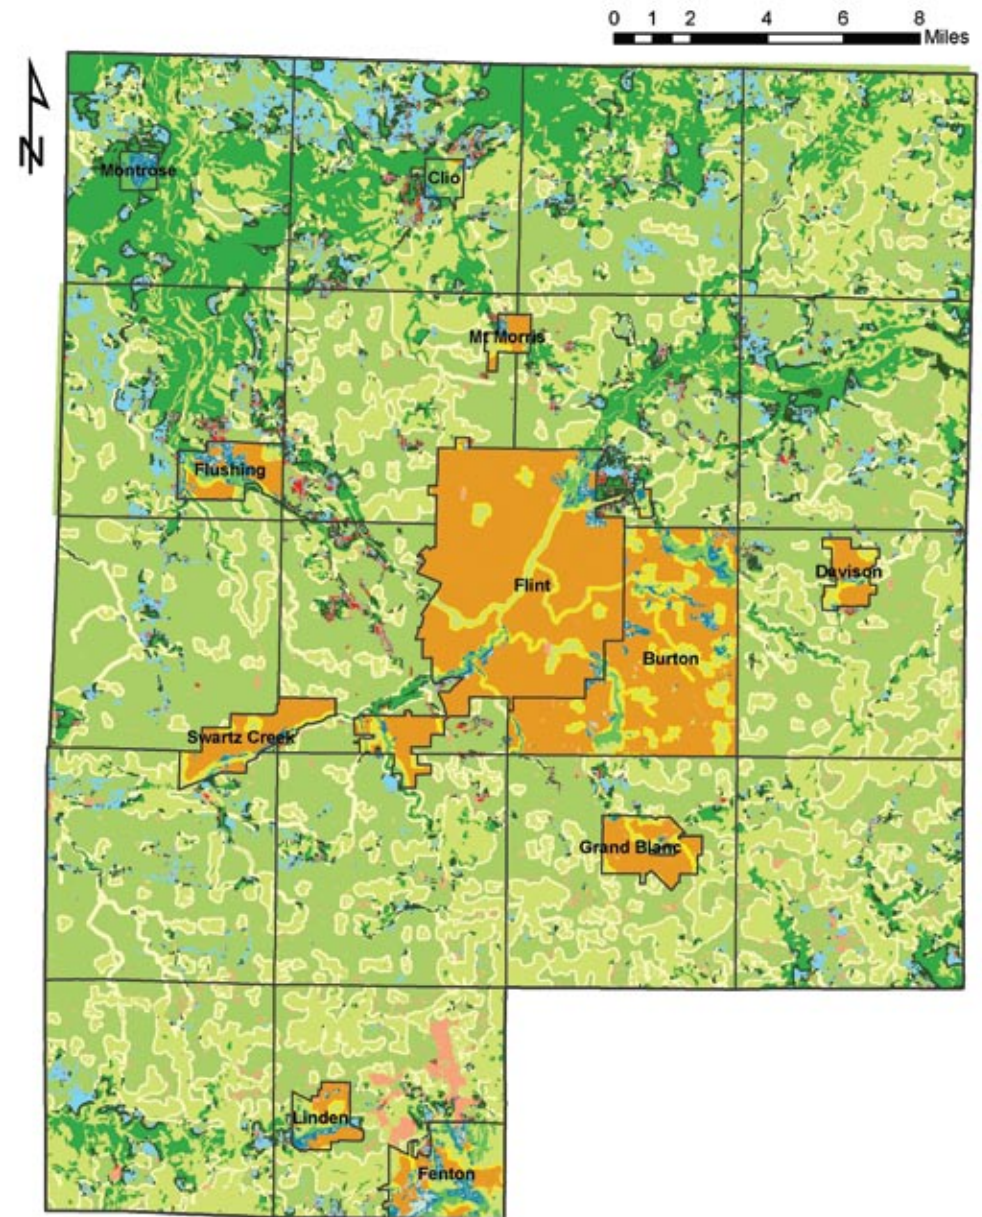 0 1 2 4 6 8
Miles
N
Montrose
Clio
Mt Morris
Flushing
Flint
Davison
Burton
Swartz Creek
Grand Blanc
Linden
Fenton